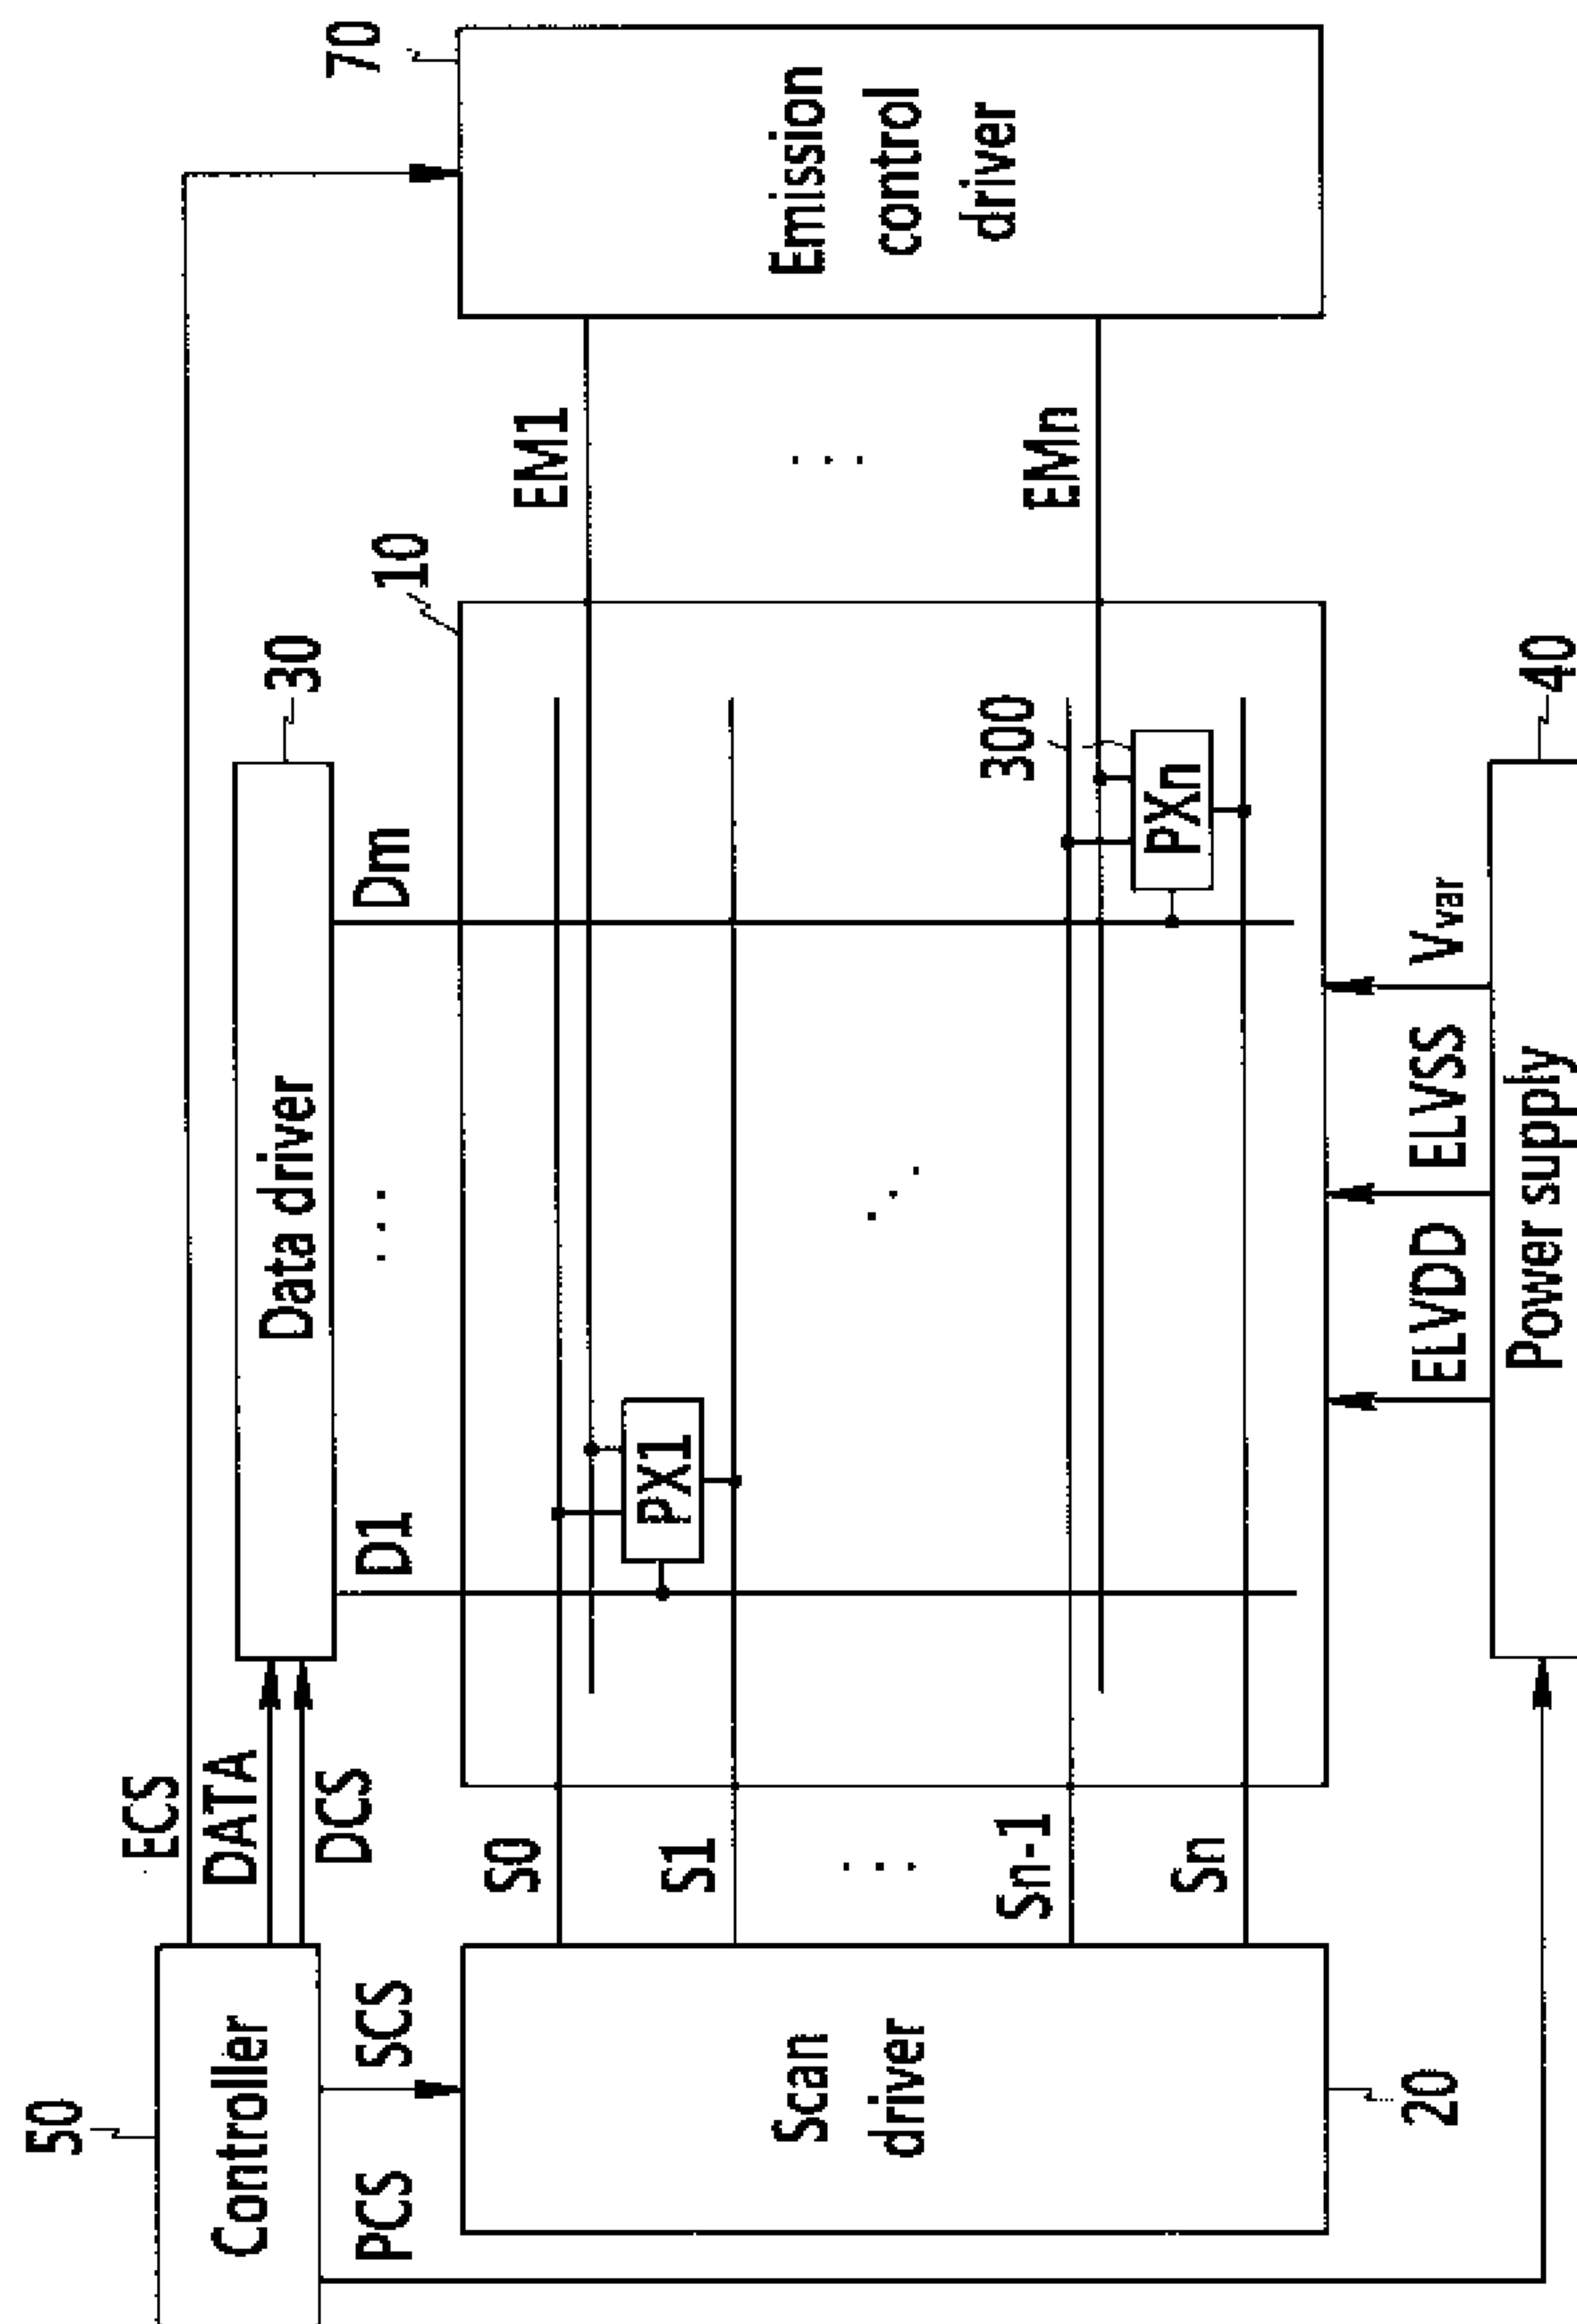 50
Controller
ECS
DATA
DCS
PCS
SCS
30
Data driver
D1
. . .
Dm
10
70
Emission
control
driver
Scan
driver
20
S0
S1
. . .
Sn-1
Sn
PX1
. . .
300
PXn
EM1
. . .
EMn
ELVDD
ELVSS
Vvar
Power supply
40